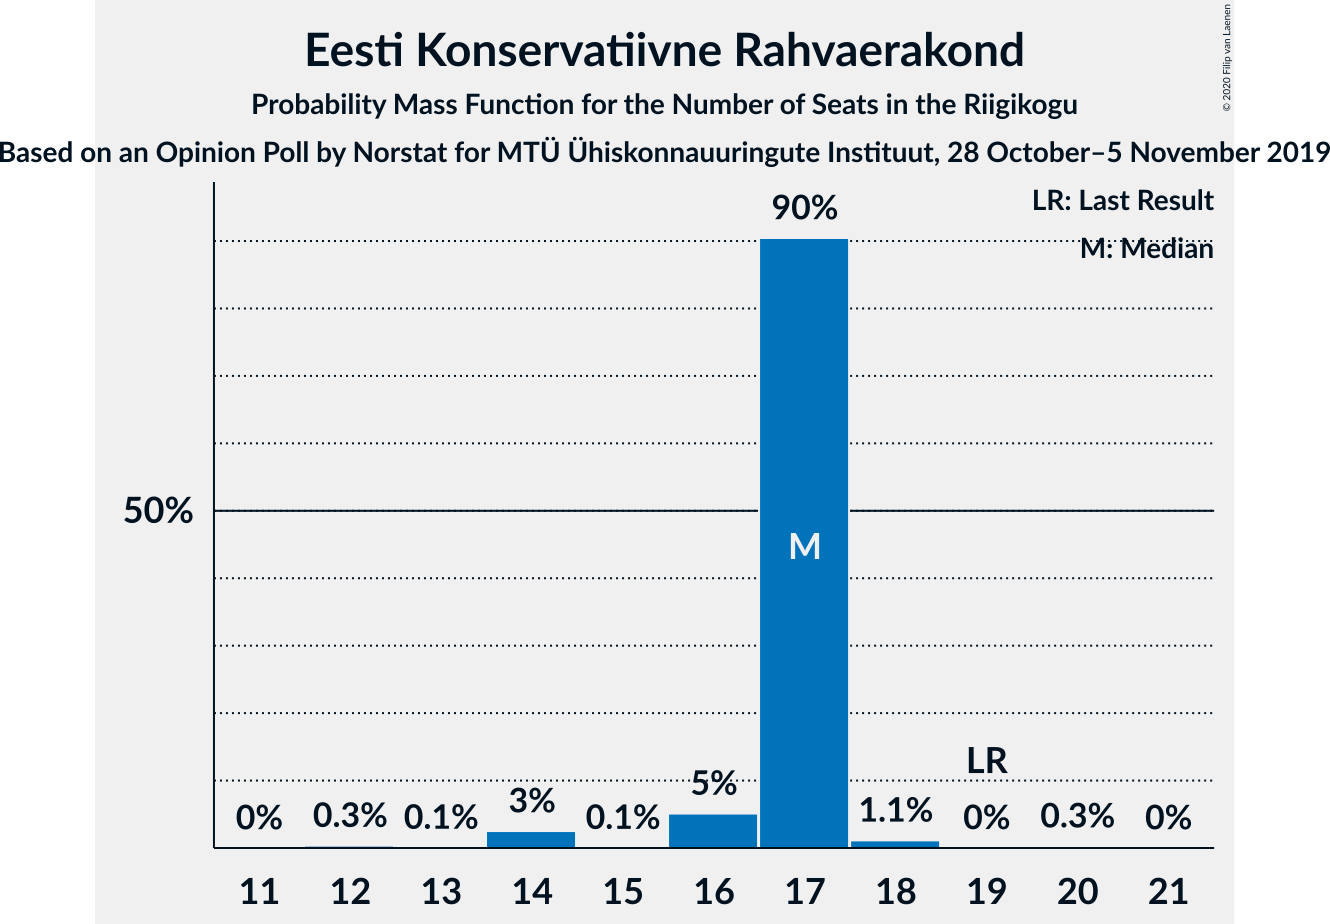 Eesti Konservatiivne Rahvaerakond
Probability Mass Function for the Number of Seats in the Riigikogu
Based on an Opinion Poll by Norstat for MTÜ Ühiskonnauuringute Instituut, 28 October–5 November 2019
© 2020 Filip van Laenen
LR: Last Result
M: Median
90%
50%
M
LR
0% 0.3% 0.1% 3% 0.1% 5% 1.1% 0% 0.3% 0%
11 12 13 14 15 16 17 18 19 20 21